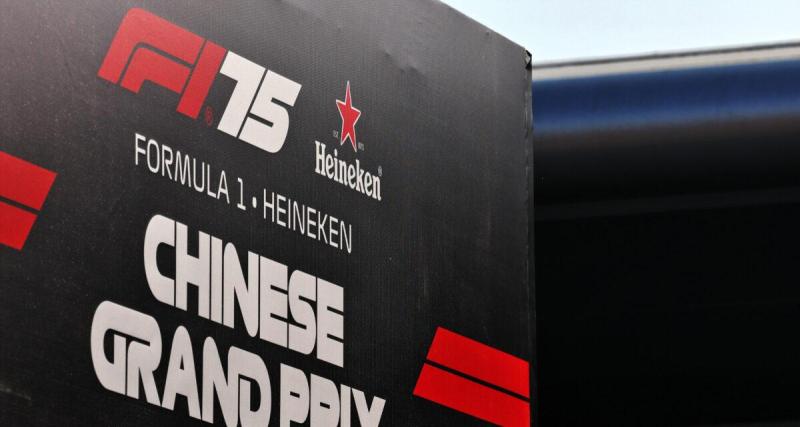 F1 75
Heineken
FORMULA 1 • HEINEKEN
CHINESE
GRAND PRIX